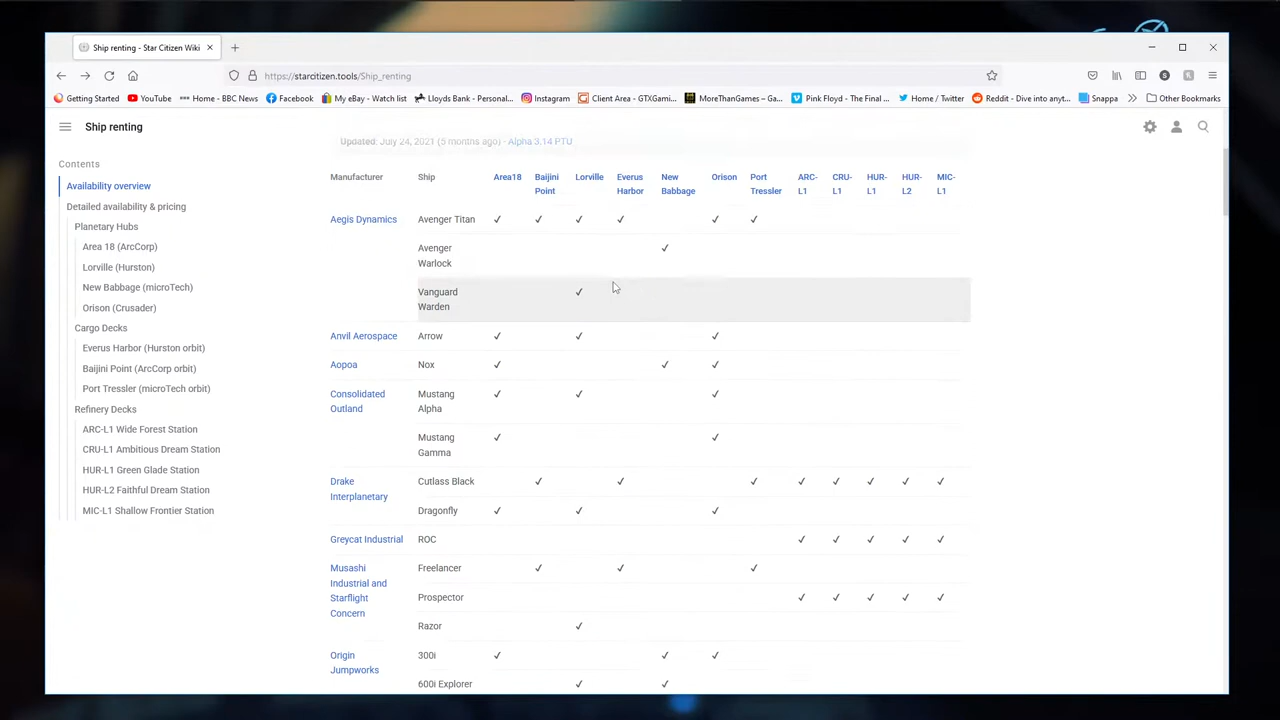 Ship renting - Star Citizen Wiki
https://starcitizen.tools/Ship_renting
Getting Started YouTube Home - BBC News Facebook My eBay - Watch list Lloyds Bank - Personal... Instagram Client Area - GTXGami... MoreThanGames – Ga... Pink Floyd - The Final ... Home / Twitter Reddit - Dive into anyt... Snappa Other Bookmarks
Ship renting
Contents
Availability overview
Detailed availability & pricing
Planetary Hubs
Area 18 (ArcCorp)
Lorville (Hurston)
New Babbage (microTech)
Orison (Crusader)
Cargo Decks
Everus Harbor (Hurston orbit)
Baijini Point (ArcCorp orbit)
Port Tressler (microTech orbit)
Refinery Decks
ARC-L1 Wide Forest Station
CRU-L1 Ambitious Dream Station
HUR-L1 Green Glade Station
HUR-L2 Faithful Dream Station
MIC-L1 Shallow Frontier Station
Updated: July 24, 2021 (5 months ago) - Alpha 3.14 PTU
Manufacturer Ship Area18 Baijini Lorville Everus New Orison Port ARC- CRU- HUR- HUR- MIC-
Point Harbor Babbage Tressler L1 L1 L1 L2 L1
Aegis Dynamics Avenger Titan ✓ ✓ ✓ ✓ ✓ ✓
Avenger ✓
Warlock
Vanguard ✓
Warden
Anvil Aerospace Arrow ✓ ✓ ✓
Aopoa Nox ✓ ✓ ✓
Consolidated Mustang ✓ ✓ ✓
Outland Alpha
Mustang ✓ ✓
Gamma
Drake Cutlass Black ✓ ✓ ✓ ✓ ✓ ✓ ✓ ✓
Interplanetary
Dragonfly ✓ ✓ ✓
Greycat Industrial ROC ✓ ✓ ✓ ✓ ✓
Musashi Freelancer ✓ ✓ ✓
Industrial and
Starflight Prospector ✓ ✓ ✓ ✓ ✓
Concern
Razor ✓
Origin 300i ✓ ✓ ✓
Jumpworks
600i Explorer ✓ ✓